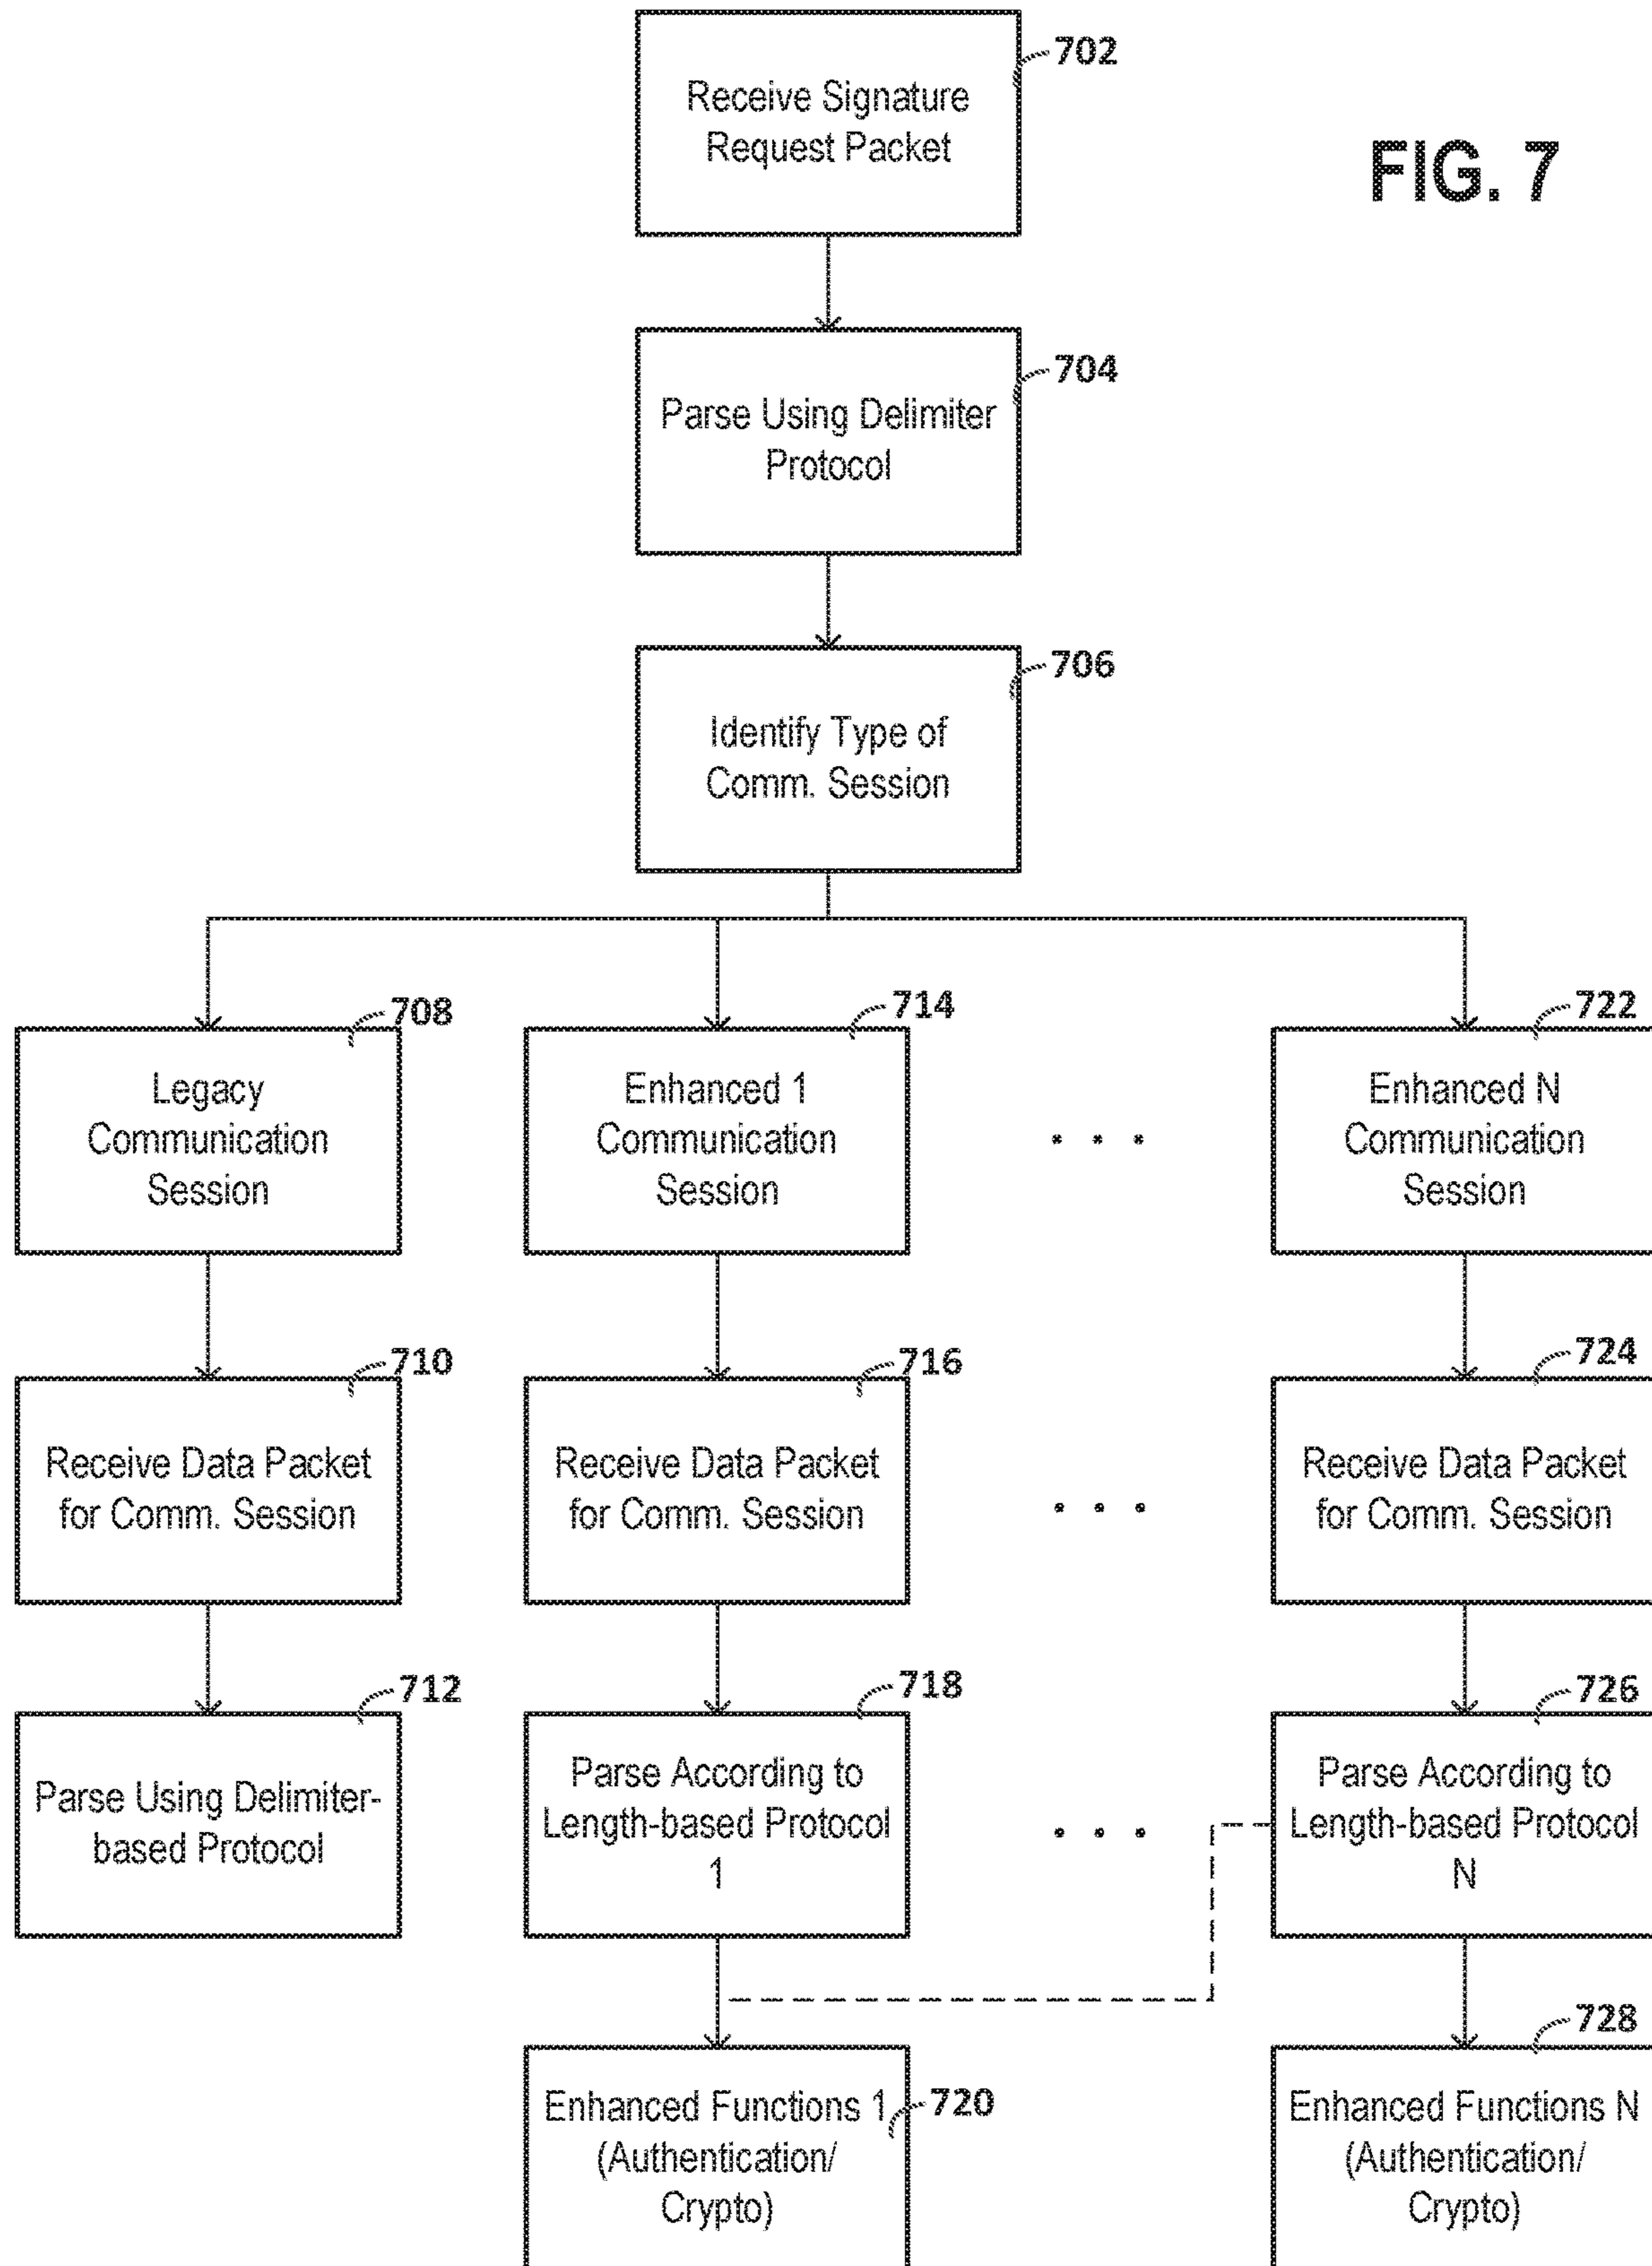 702
Receive Signature
Request Packet
FIG. 7
704
Parse Using Delimiter
Protocol
706
Identify Type of
Comm. Session
708
Legacy
Communication
Session
714
Enhanced 1
Communication
Session
. . .
722
Enhanced N
Communication
Session
710
Receive Data Packet
for Comm. Session
716
Receive Data Packet
for Comm. Session
. . .
724
Receive Data Packet
for Comm. Session
712
Parse Using Delimiter-
based Protocol
718
Parse According to
Length-based Protocol
1
. . .
726
Parse According to
Length-based Protocol
N
720
Enhanced Functions 1
(Authentication/
Crypto)
728
Enhanced Functions N
(Authentication/
Crypto)